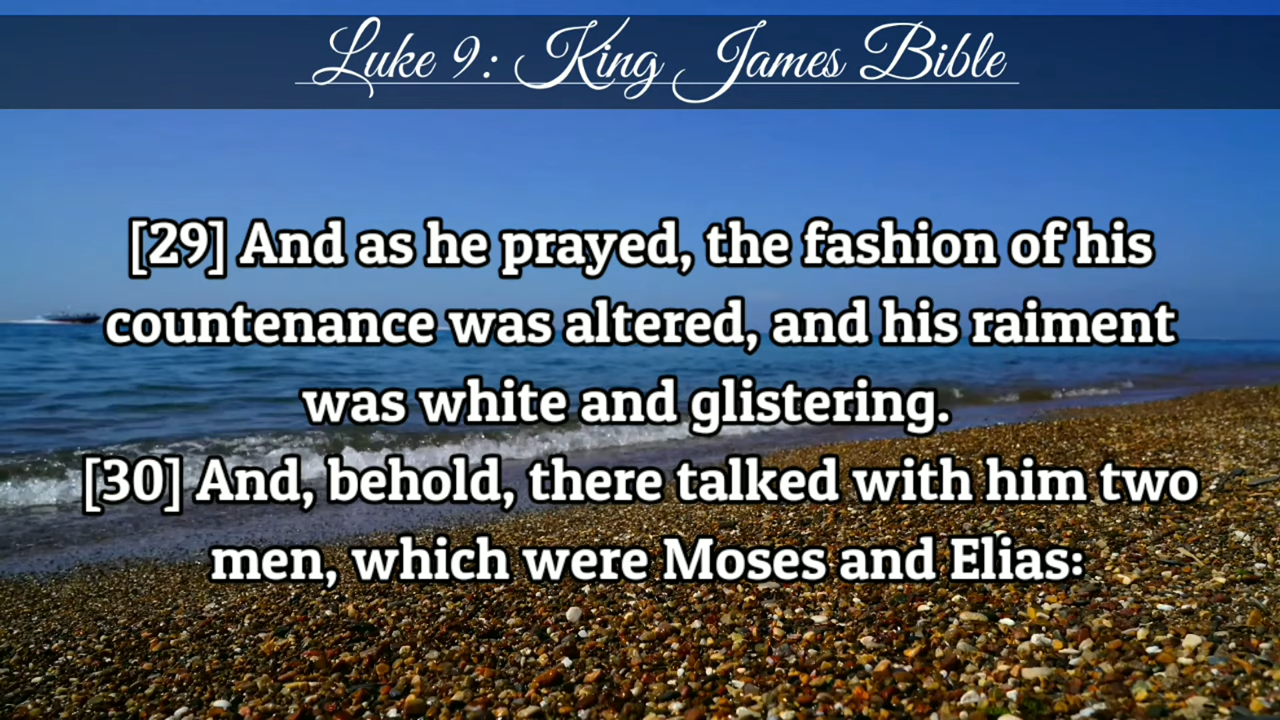 Luke 9: King James Bible
[29] And as he prayed, the fashion of his
countenance was altered, and his raiment
was white and glistering.
[30] And, behold, there talked with him two
men, which were Moses and Elias: